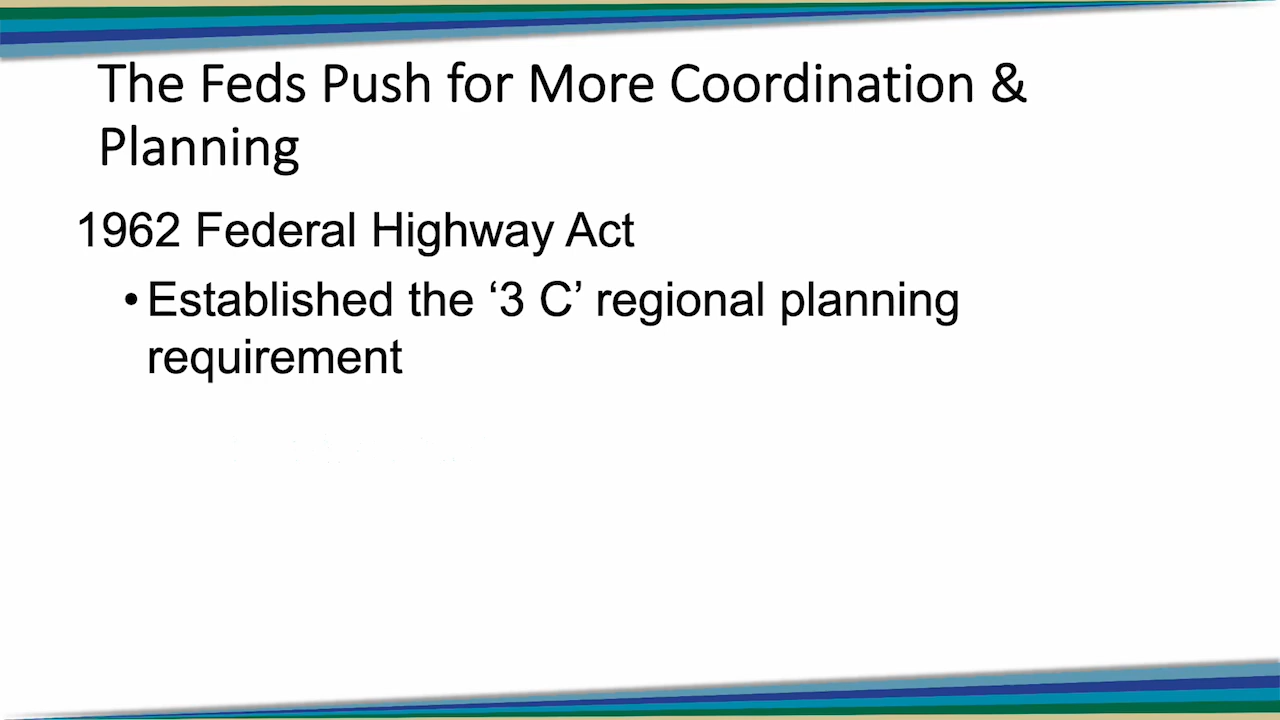 The Feds Push for More Coordination &
Planning
1962 Federal Highway Act
•Established the ‘3 C’ regional planning
requirement